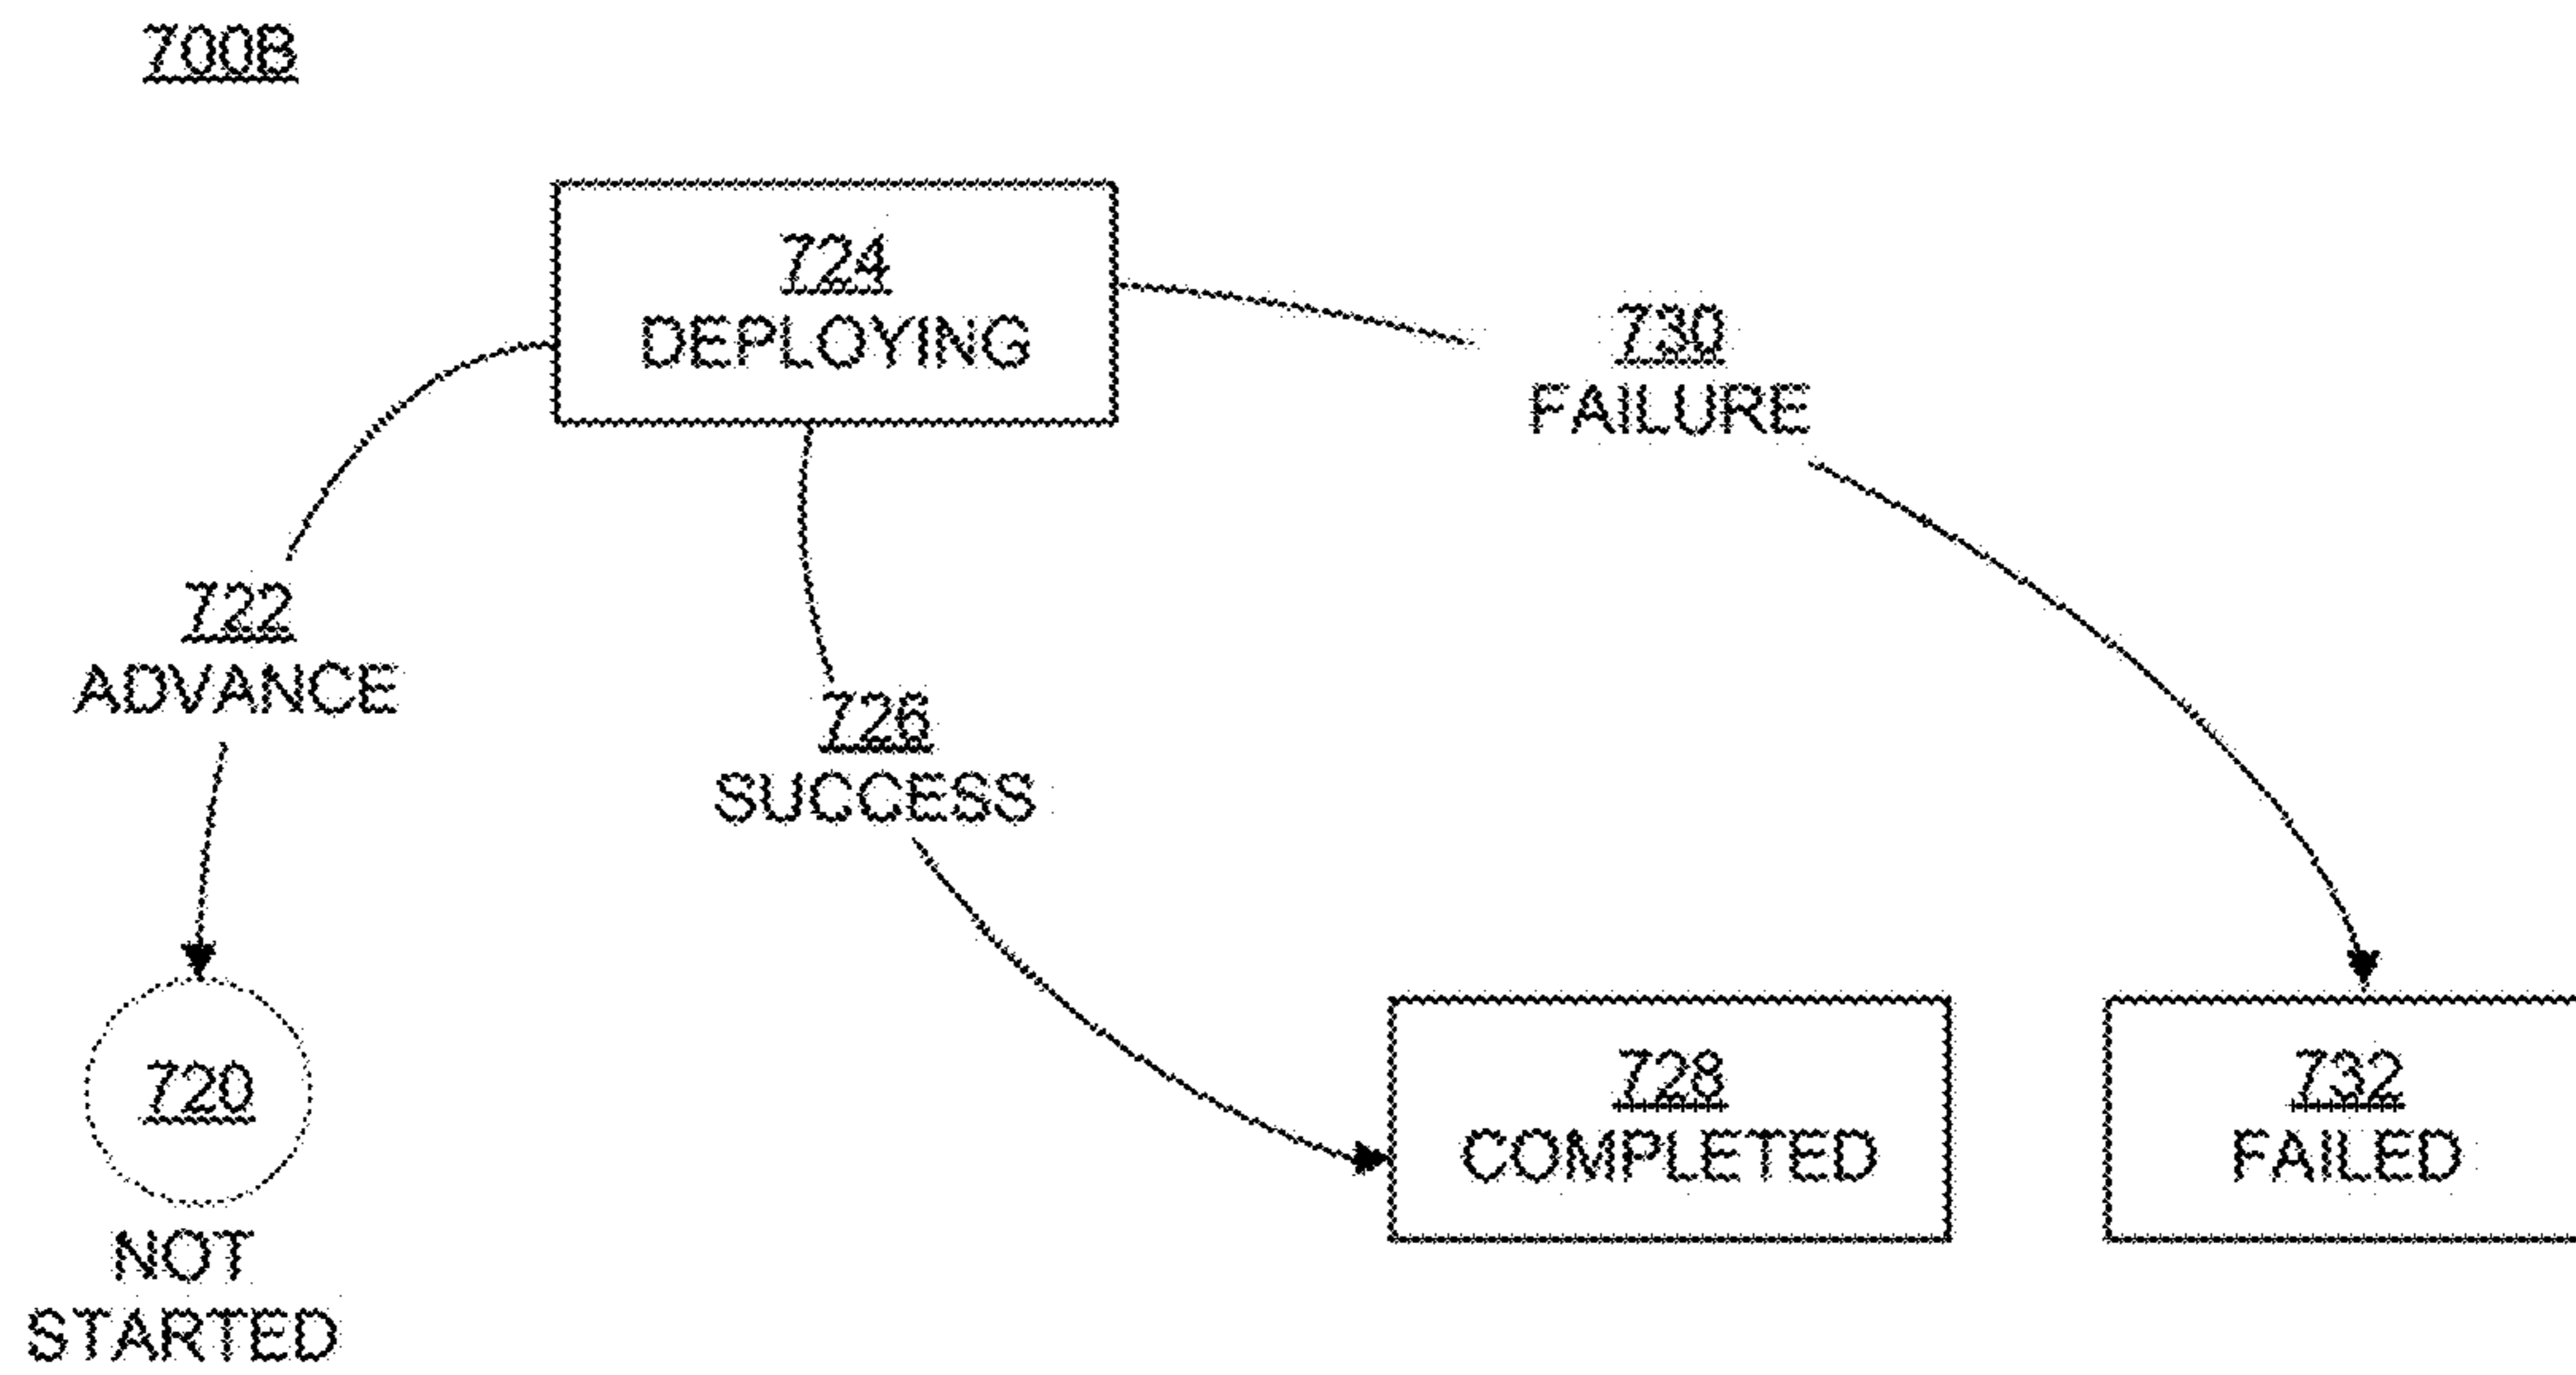 700B
724
DEPLOYING
730
FAILURE
722
ADVANCE
726
SUCCESS
720
NOT
STARTED
728
COMPLETED
732
FAILED